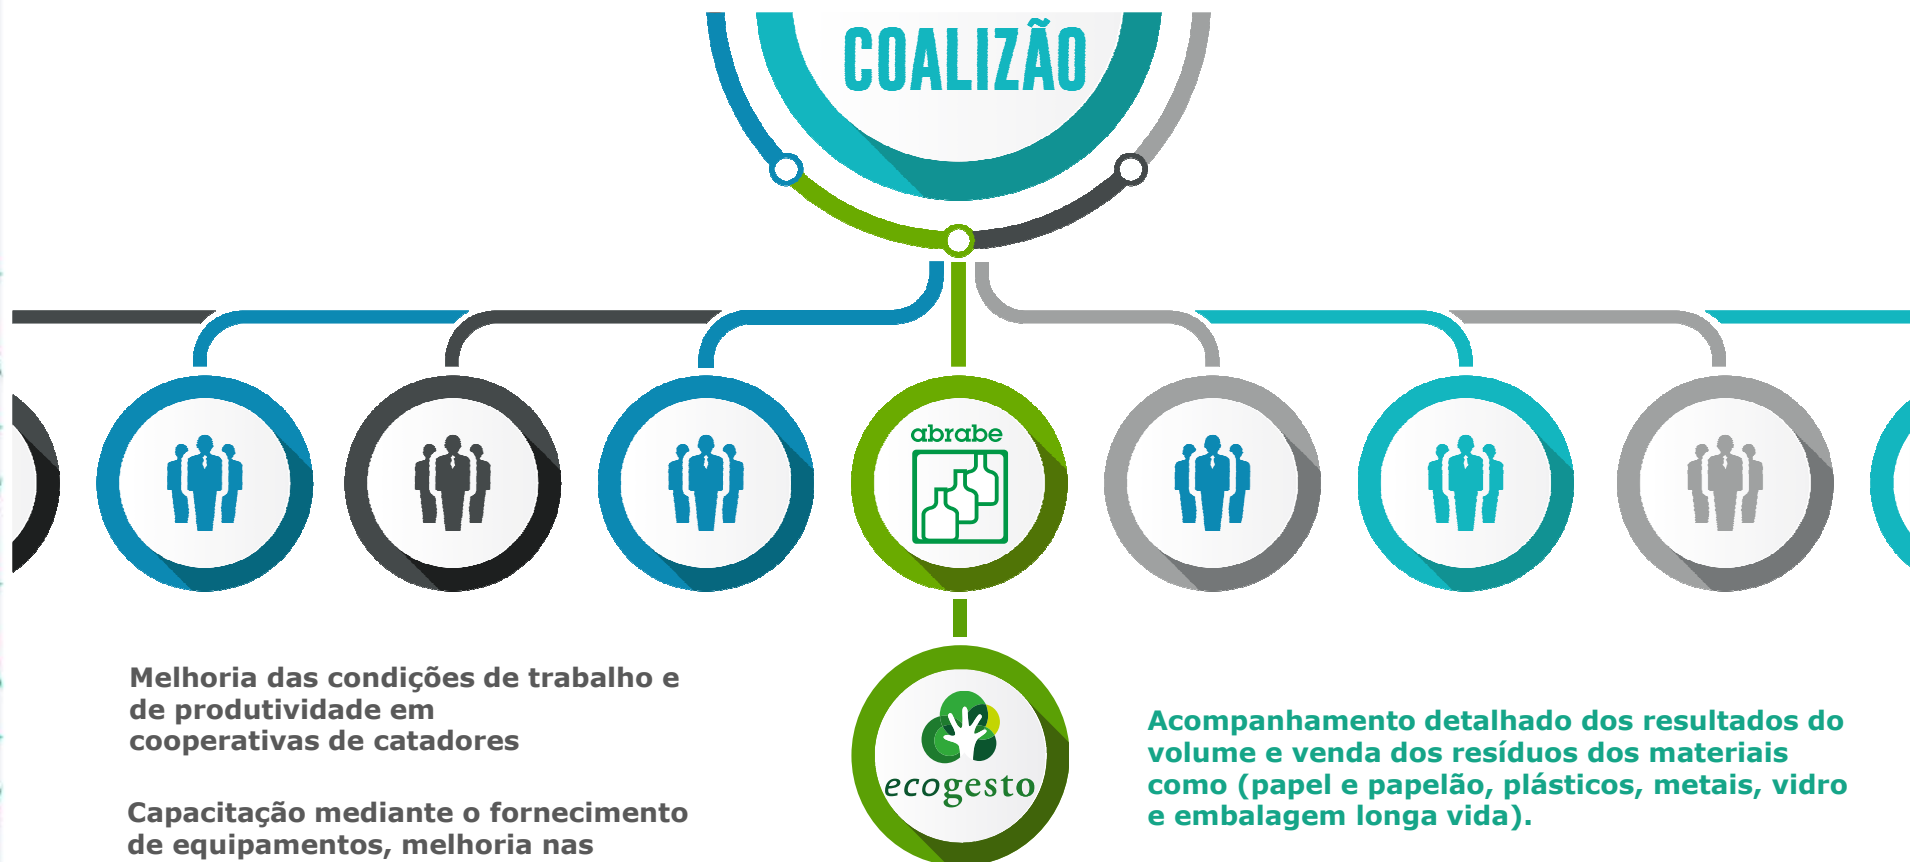 COALIZÃO
abrabe
Melhoria das condições de trabalho e
de produtividade em
cooperativas de catadores
Capacitação mediante o fornecimento
de equipamentos, melhoria nas
ecogesto
Acompanhamento detalhado dos resultados do
volume e venda dos resíduos dos materiais
como (papel e papelão, plásticos, metais, vidro
e embalagem longa vida).